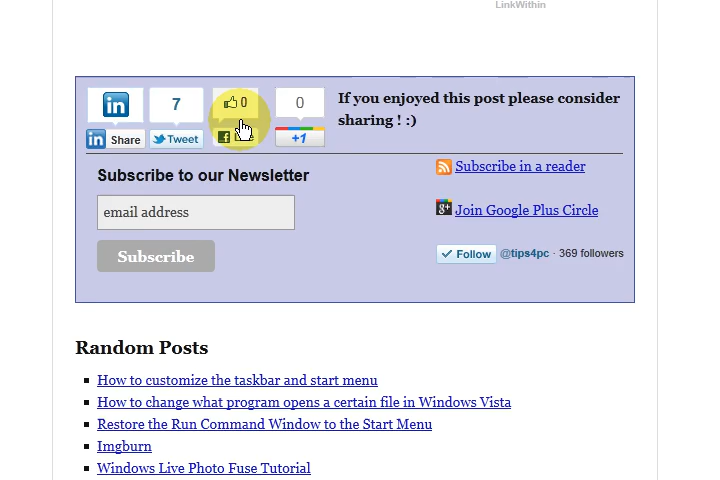 LinkWithin
in 7 0 0 If you enjoyed this post please consider
sharing ! :)
in Share Tweet +1
Subscribe to our Newsletter
Subscribe in a reader
email address
g+ Join Google Plus Circle
Subscribe
Follow @tips4pc · 369 followers
Random Posts
How to customize the taskbar and start menu
How to change what program opens a certain file in Windows Vista
Restore the Run Command Window to the Start Menu
Imgburn
Windows Live Photo Fuse Tutorial